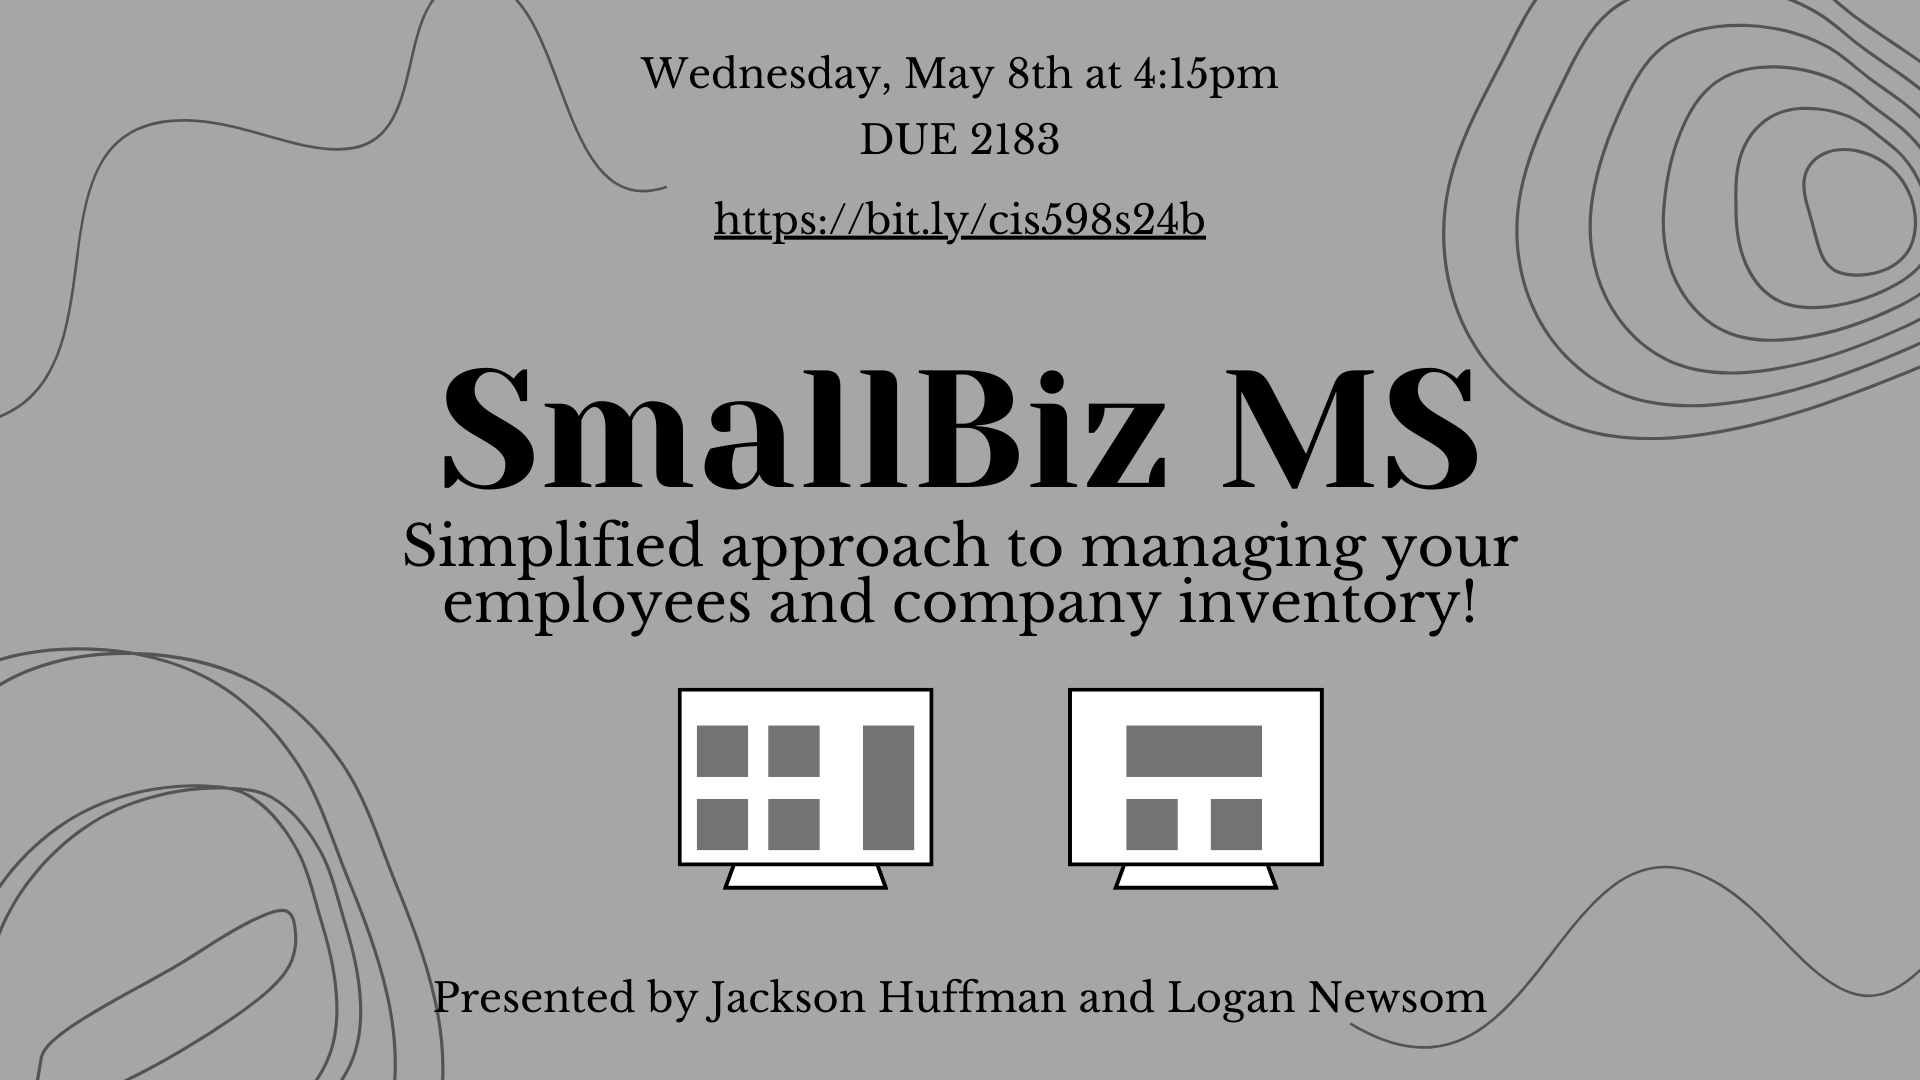 Wednesday, May 8th at 4:15pm
DUE 2183
https://bit.ly/cis598s24b
SmallBiz MS
Simplified approach to managing your
employees and company inventory!
Presented by Jackson Huffman and Logan Newsom